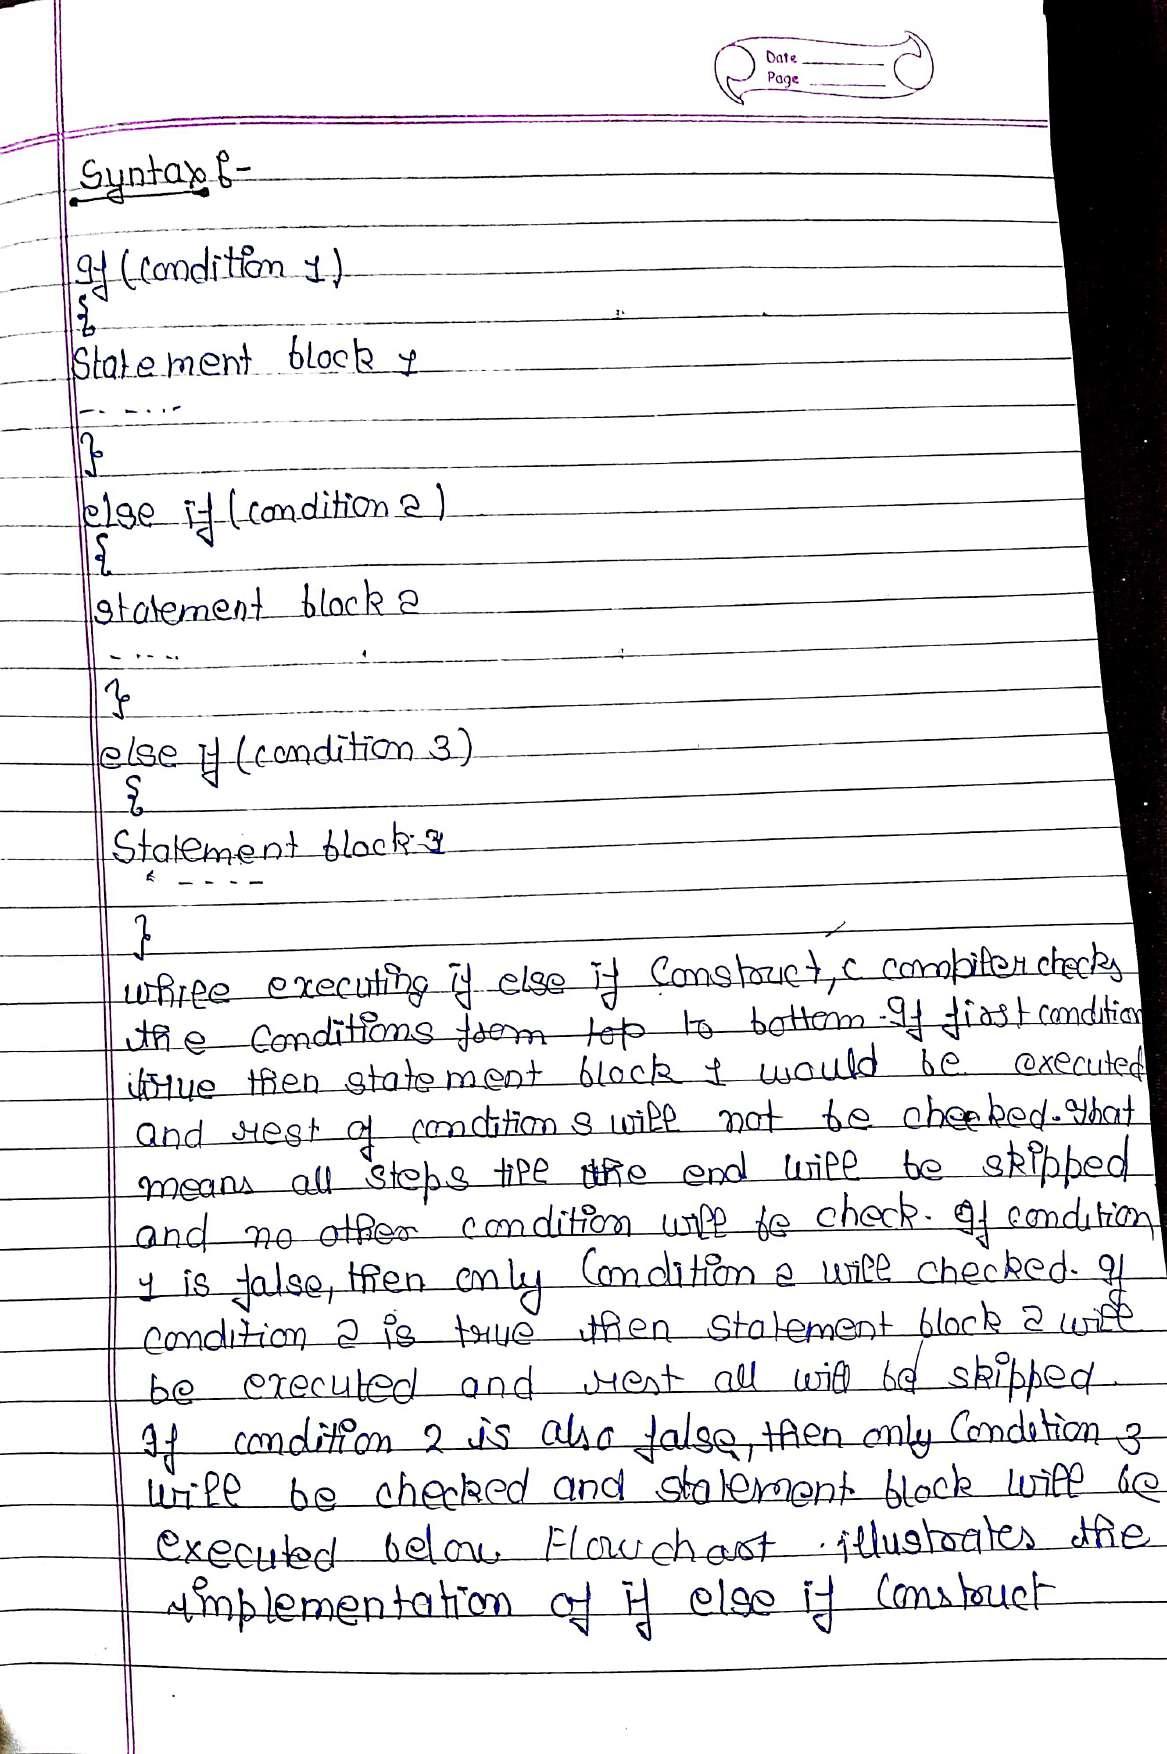 Date
Page
Syntax :-
If (condition 1)
{
Statement block 1
-----
}
else if (condition 2)
{
statement block 2
-----
}
else if (condition 3)
{
Statement block 3
----
}
while executing if else if Construct, c compiler checks
the Conditions from top to bottom. If first condition
true then statement block 1 would be executed
and rest of conditions will not be checked. That
means all steps till the end will be skipped
and no other condition will be check. If condition
1 is false, then only Condition 2 will checked. If
condition 2 is true then statement block 2 will
be executed and rest all will be skipped.
If condition 2 is also false, then only Condition 3
will be checked and statement block will be
executed below Flowchart illustrates the
implementation of if else if Construct